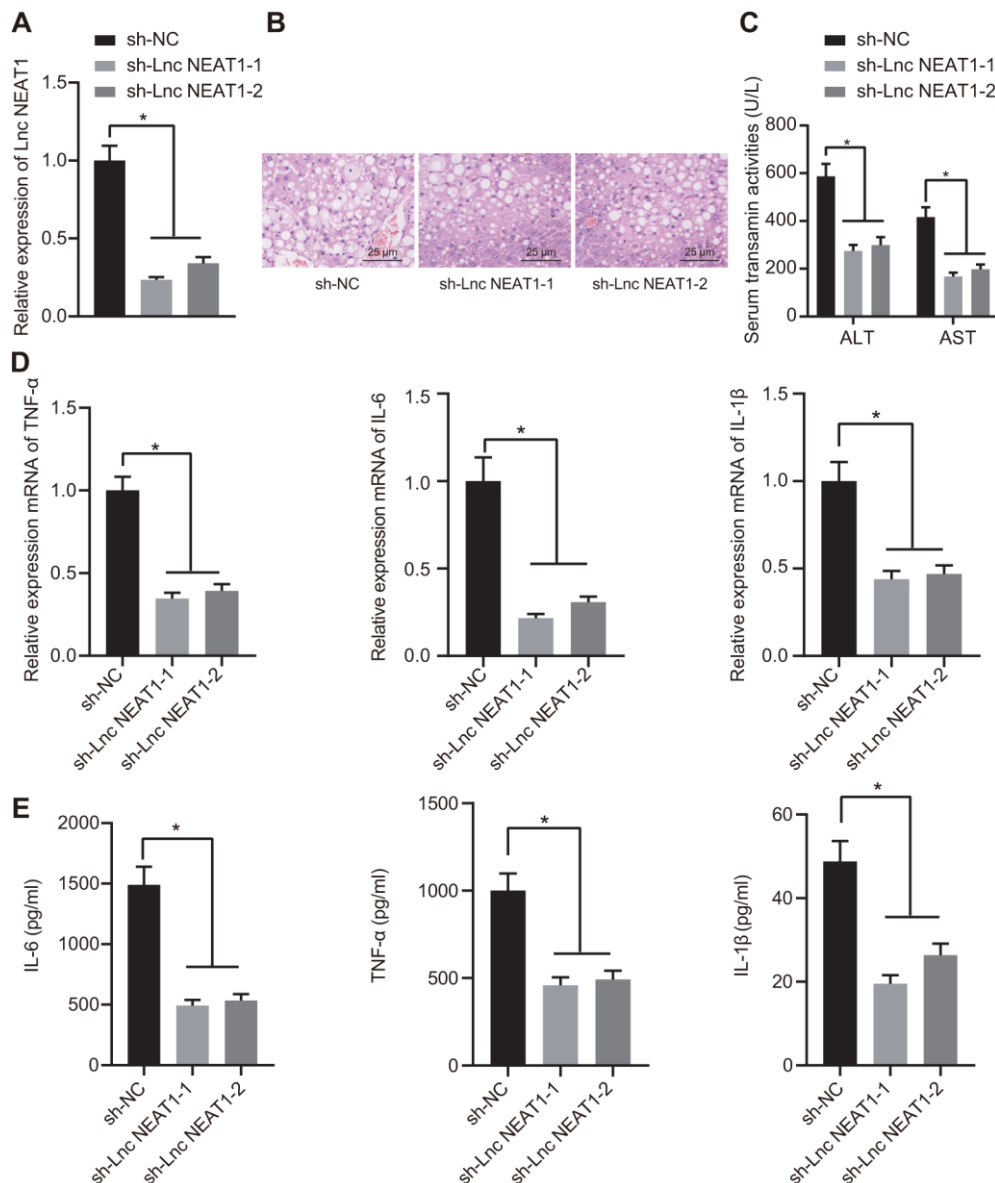 A
sh-NC
sh-Lnc NEAT1-1
sh-Lnc NEAT1-2
Relative expression of Lnc NEAT1
1.5
1.0
0.5
0.0
*
B
25 μm
25 μm
25 μm
sh-NC
sh-Lnc NEAT1-1
sh-Lnc NEAT1-2
C
sh-NC
sh-Lnc NEAT1-1
sh-Lnc NEAT1-2
Serum transamin activities (U/L)
800
600
400
200
0
*
*
ALT
AST
D
Relative expression mRNA of TNF-α
1.5
1.0
0.5
0.0
*
sh-NC
sh-Lnc NEAT1-1
sh-Lnc NEAT1-2
Relative expression mRNA of IL-6
1.5
1.0
0.5
0.0
*
sh-NC
sh-Lnc NEAT1-1
sh-Lnc NEAT1-2
Relative expression mRNA of IL-1β
1.5
1.0
0.5
0.0
*
sh-NC
sh-Lnc NEAT1-1
sh-Lnc NEAT1-2
E
IL-6 (pg/ml)
2000
1500
1000
500
0
*
sh-NC
sh-Lnc NEAT1-1
sh-Lnc NEAT1-2
TNF-α (pg/ml)
1500
1000
500
0
*
sh-NC
sh-Lnc NEAT1-1
sh-Lnc NEAT1-2
IL-1β (pg/ml)
60
40
20
0
*
sh-NC
sh-Lnc NEAT1-1
sh-Lnc NEAT1-2